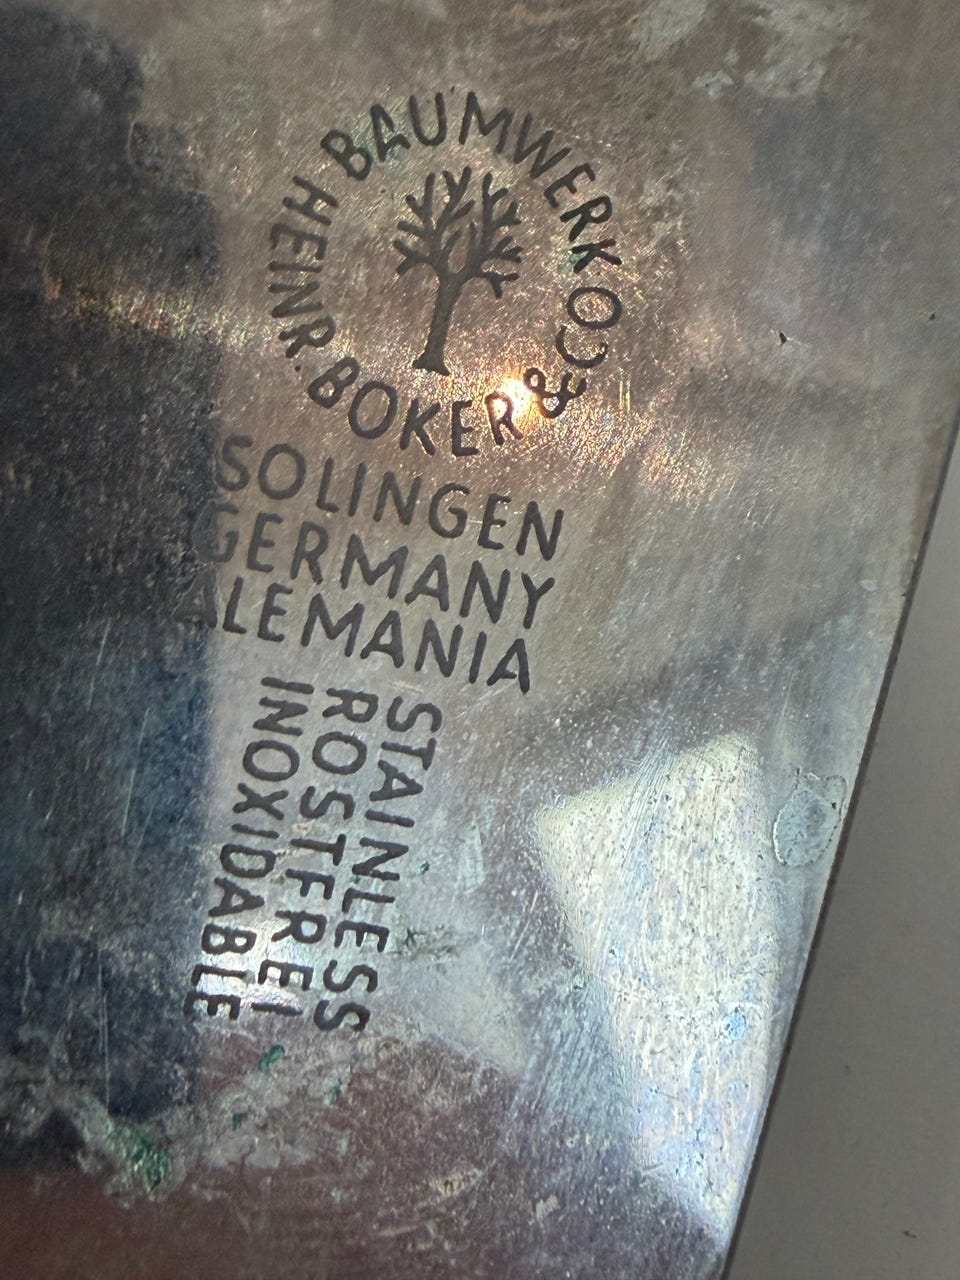 BAUMWERK
HEINR. BOKER & CO
SOLINGEN
GERMANY
ALEMANIA
STAINLESS
ROSTFREI
INOXIDABLE